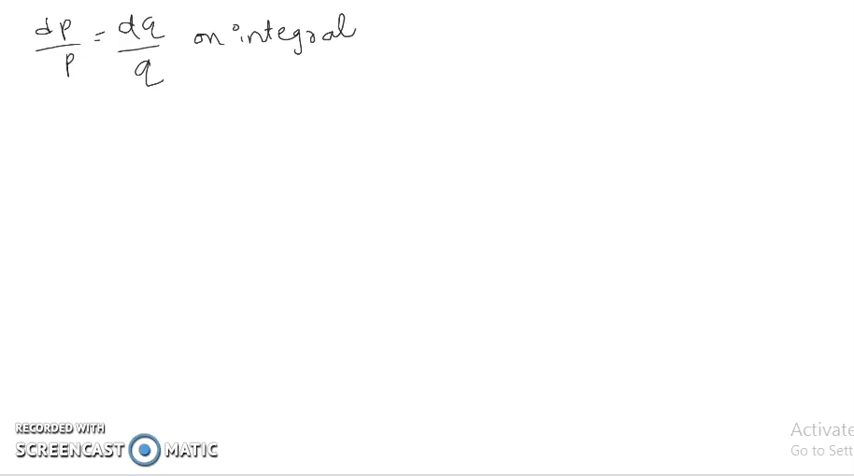 dp/p = dq/q on integral
RECORDED WITH
SCREENCAST MATIC
Activate
Go to Sett